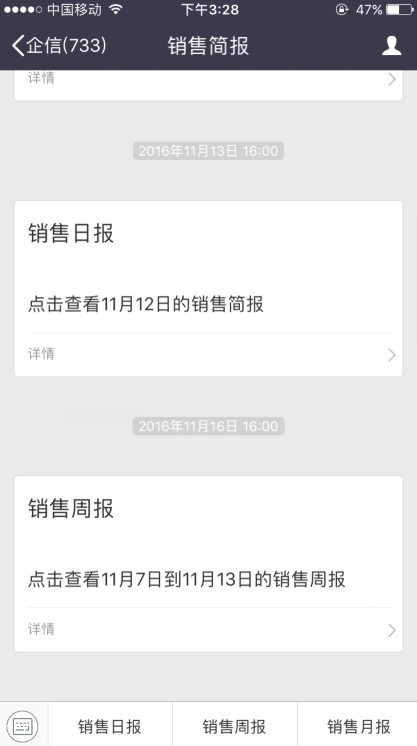 中国移动 下午3:28 47%
企信(733) 销售简报
详情
2016年11月13日 16:00
销售日报
点击查看11月12日的销售简报
详情
2016年11月16日 16:00
销售周报
点击查看11月7日到11月13日的销售周报
详情
销售日报 销售周报 销售月报